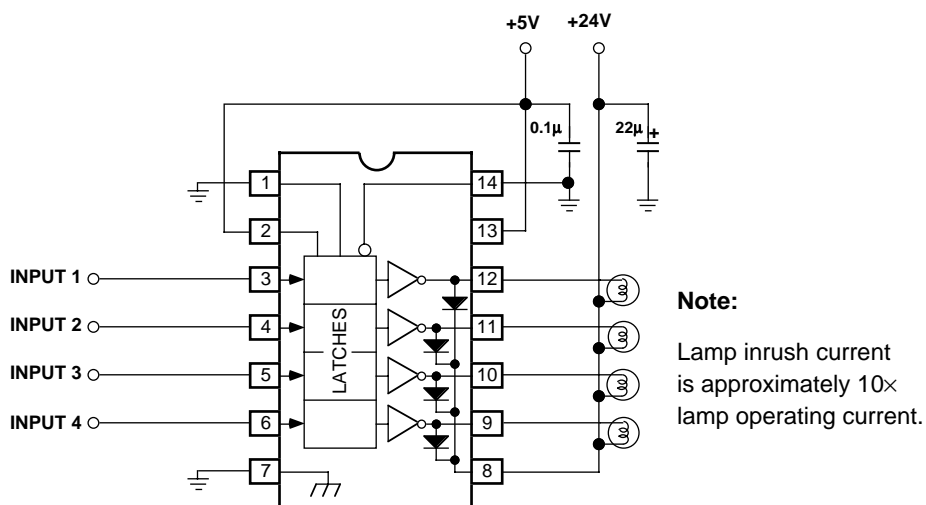 +5V +24V
0.1μ 22μ +
1 14
2 13
INPUT 1 3 12
INPUT 2 4 11
INPUT 3 5 10
INPUT 4 6 9
7 8
LATCHES
Note:
Lamp inrush current
is approximately 10×
lamp operating current.